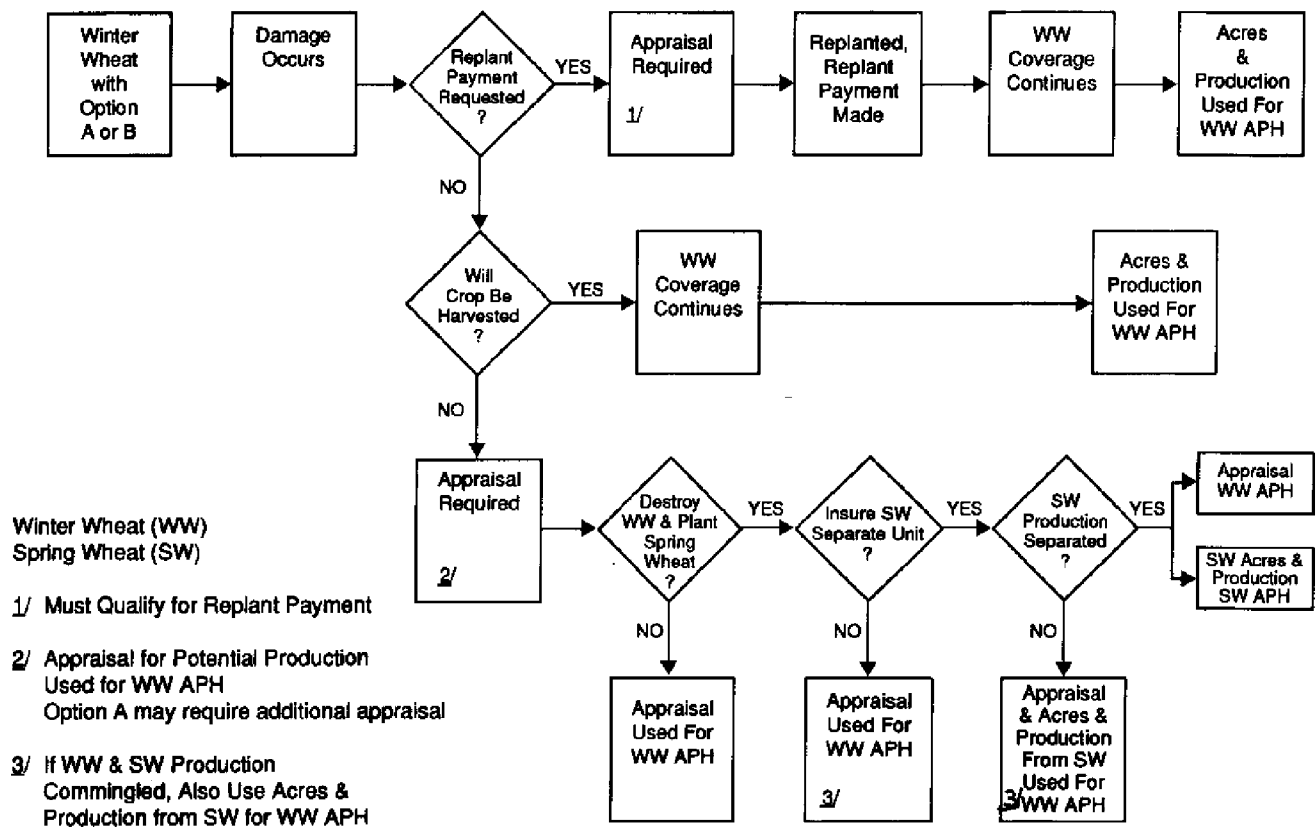 Winter
Wheat
with
Option
A or B
Damage
Occurs
Replant
Payment
Requested
?
YES
Appraisal
Required
1/
Replanted,
Replant
Payment
Made
WW
Coverage
Continues
Acres
&
Production
Used For
WW APH
NO
Will
Crop Be
Harvested
?
YES
WW
Coverage
Continues
Acres &
Production
Used For
WW APH
NO
Appraisal
Required
2/
Destroy
WW & Plant
Spring
Wheat
?
YES
Insure SW
Separate Unit
?
YES
SW
Production
Separated
?
YES
Appraisal
WW APH
SW Acres &
Production
SW APH
NO
NO
NO
Appraisal
Used For
WW APH
Appraisal
Used For
WW APH
3/
Appraisal
& Acres &
Production
From SW
Used For
3/ WW APH
Winter Wheat (WW)
Spring Wheat (SW)
1/ Must Qualify for Replant Payment
2/ Appraisal for Potential Production
Used for WW APH
Option A may require additional appraisal
3/ If WW & SW Production
Commingled, Also Use Acres &
Production from SW for WW APH